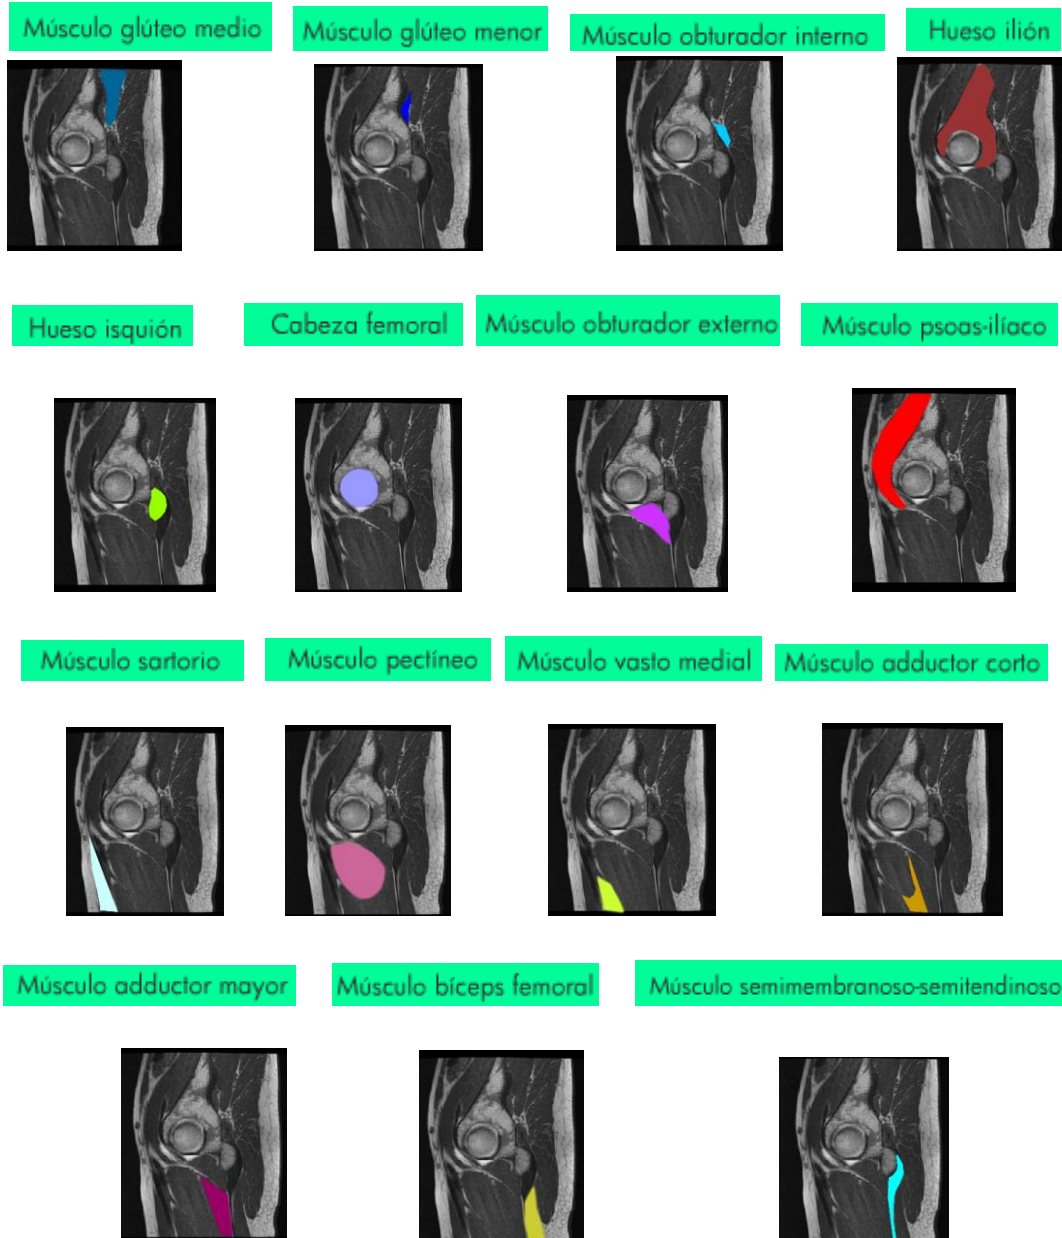 Músculo glúteo medio
Músculo glúteo menor
Músculo obturador interno
Hueso ilión
Hueso isquión
Cabeza femoral
Músculo obturador externo
Músculo psoas-ilíaco
Músculo sartorio
Músculo pectíneo
Músculo vasto medial
Músculo adductor corto
Músculo adductor mayor
Músculo bíceps femoral
Músculo semimembranoso-semitendinoso